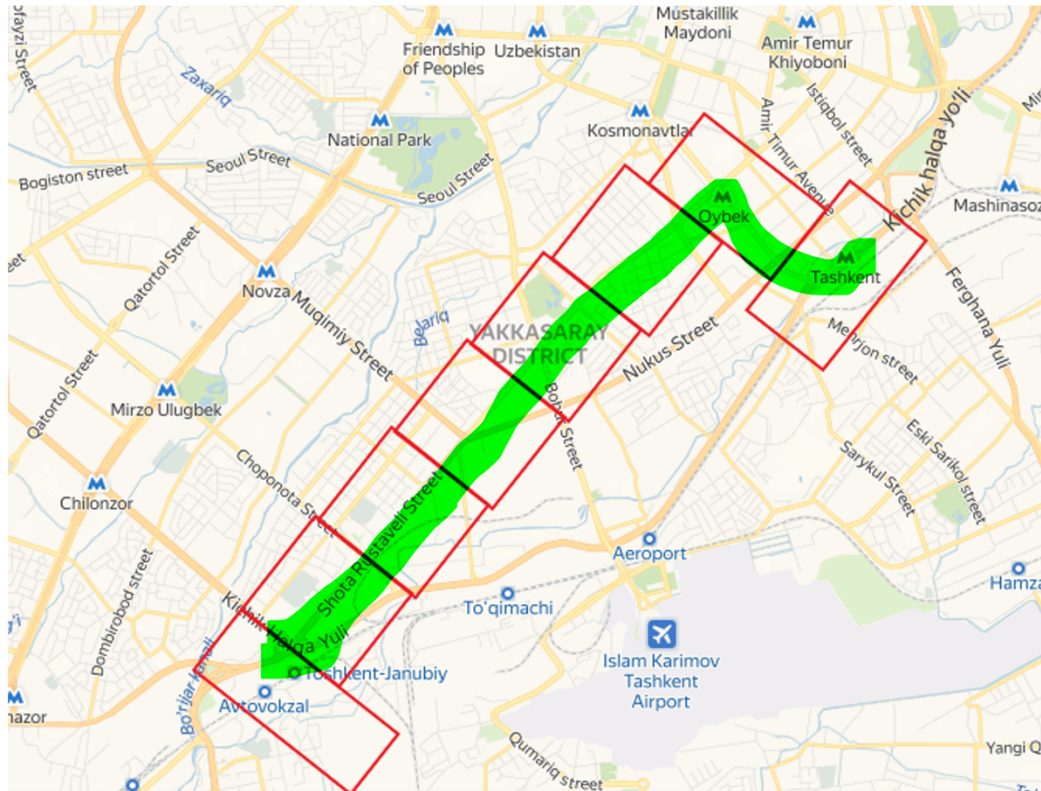 ofayzi Street
Zaxariq
Friendship
of Peoples
Uzbekistan
Mustakillik
Maydoni
Amir Temur
Khiyoboni
National Park
Kosmonavtlar
Amir Timur Avenue
Istiqbol street
Kichik halqa yo'li
Bogiston street
Seoul Street
Seoul Street
Oybek
Mashinasoz
Qatortol Street
Novza
Muqimiy Street
Belariq
Tashkent
YAKKASARAY
DISTRICT
Nukus Street
Mehrjon street
Ferghana Yuli
Qatortol Street
Mirzo Ulugbek
Bobur Street
Eski Sarikol street
Sarykul Street
Chilonzor
Choponota Street
Shota Rustaveli Street
Aeroport
To'qimachi
Hamza
Dombirobod street
Kichik Halqa Yuli
Toshkent-Janubiy
Avtovokzal
Bo'rijar kanali
Islam Karimov
Tashkent
Airport
Qumariq street
Yangi Q